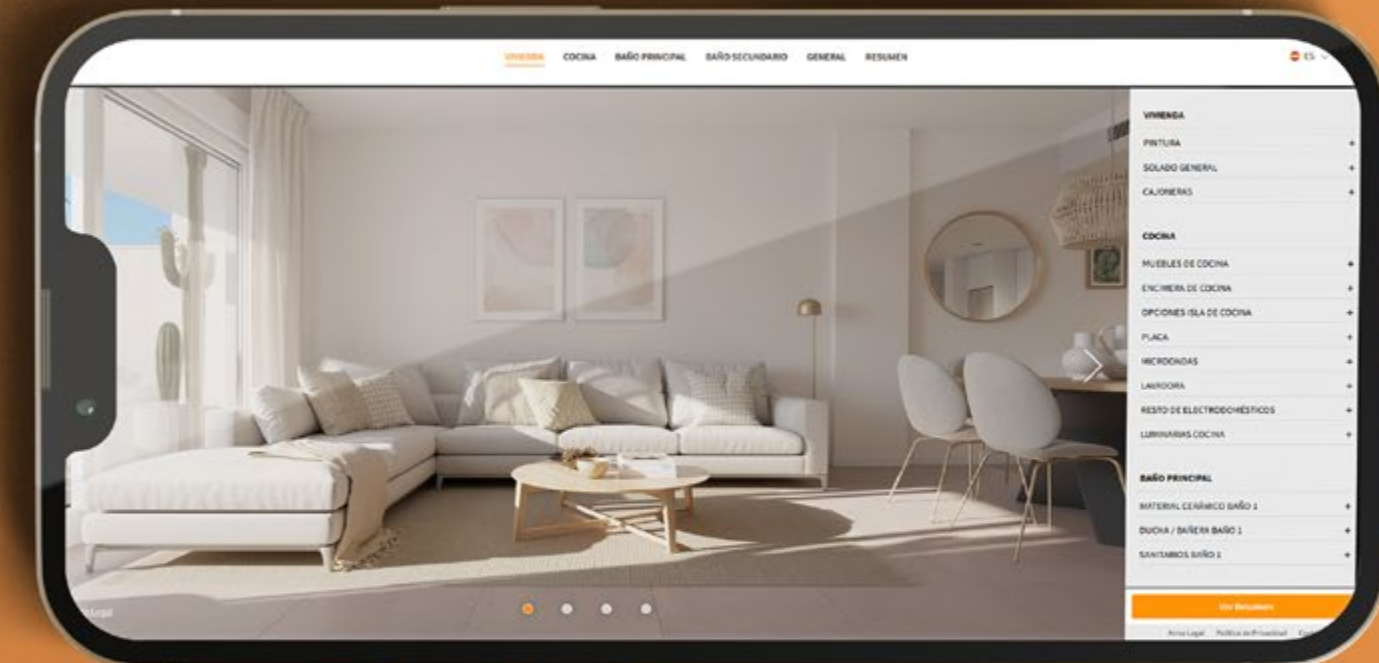 VIVIENDA COCINA BAÑO PRINCIPAL BAÑO SECUNDARIO GENERAL RESUMEN
ES
VIVIENDA
PINTURA
SOLADO GENERAL
CAJONERAS
COCINA
MUEBLES DE COCINA
ENCIMERA DE COCINA
OPCIONES ISLA DE COCINA
PLACA
MICROONDAS
LAVADORA
RESTO DE ELECTRODOMÉSTICOS
LUMINARIAS COCINA
BAÑO PRINCIPAL
MATERIAL CERÁMICO BAÑO 1
DUCHA / BAÑERA BAÑO 1
SANITARIOS BAÑO 1
Ver Resumen
Aviso Legal Política de Privacidad